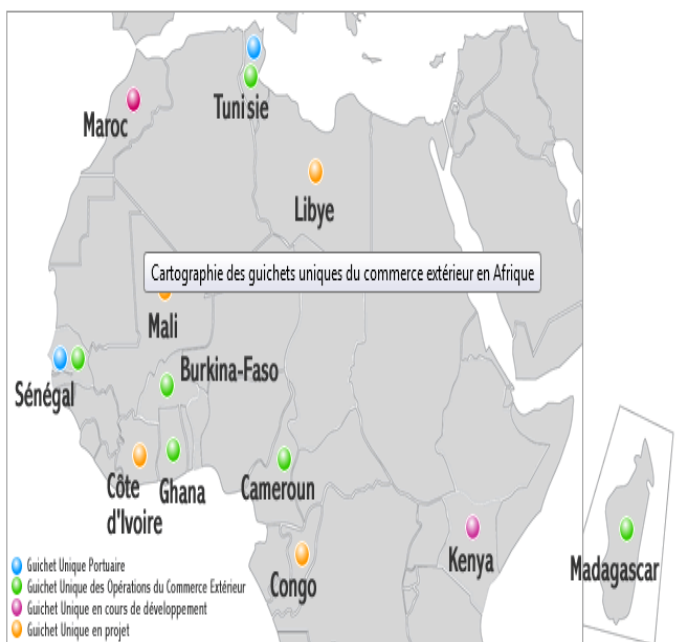 Tunisie
Maroc
Libye
Cartographie des guichets uniques du commerce extérieur en Afrique
Mali
Burkina-Faso
Sénégal
Côte
d'Ivoire
Ghana
Cameroun
Kenya
Congo
Madagascar
Guichet Unique Portuaire
Guichet Unique des Opérations du Commerce Extérieur
Guichet Unique en cours de développement
Guichet Unique en projet